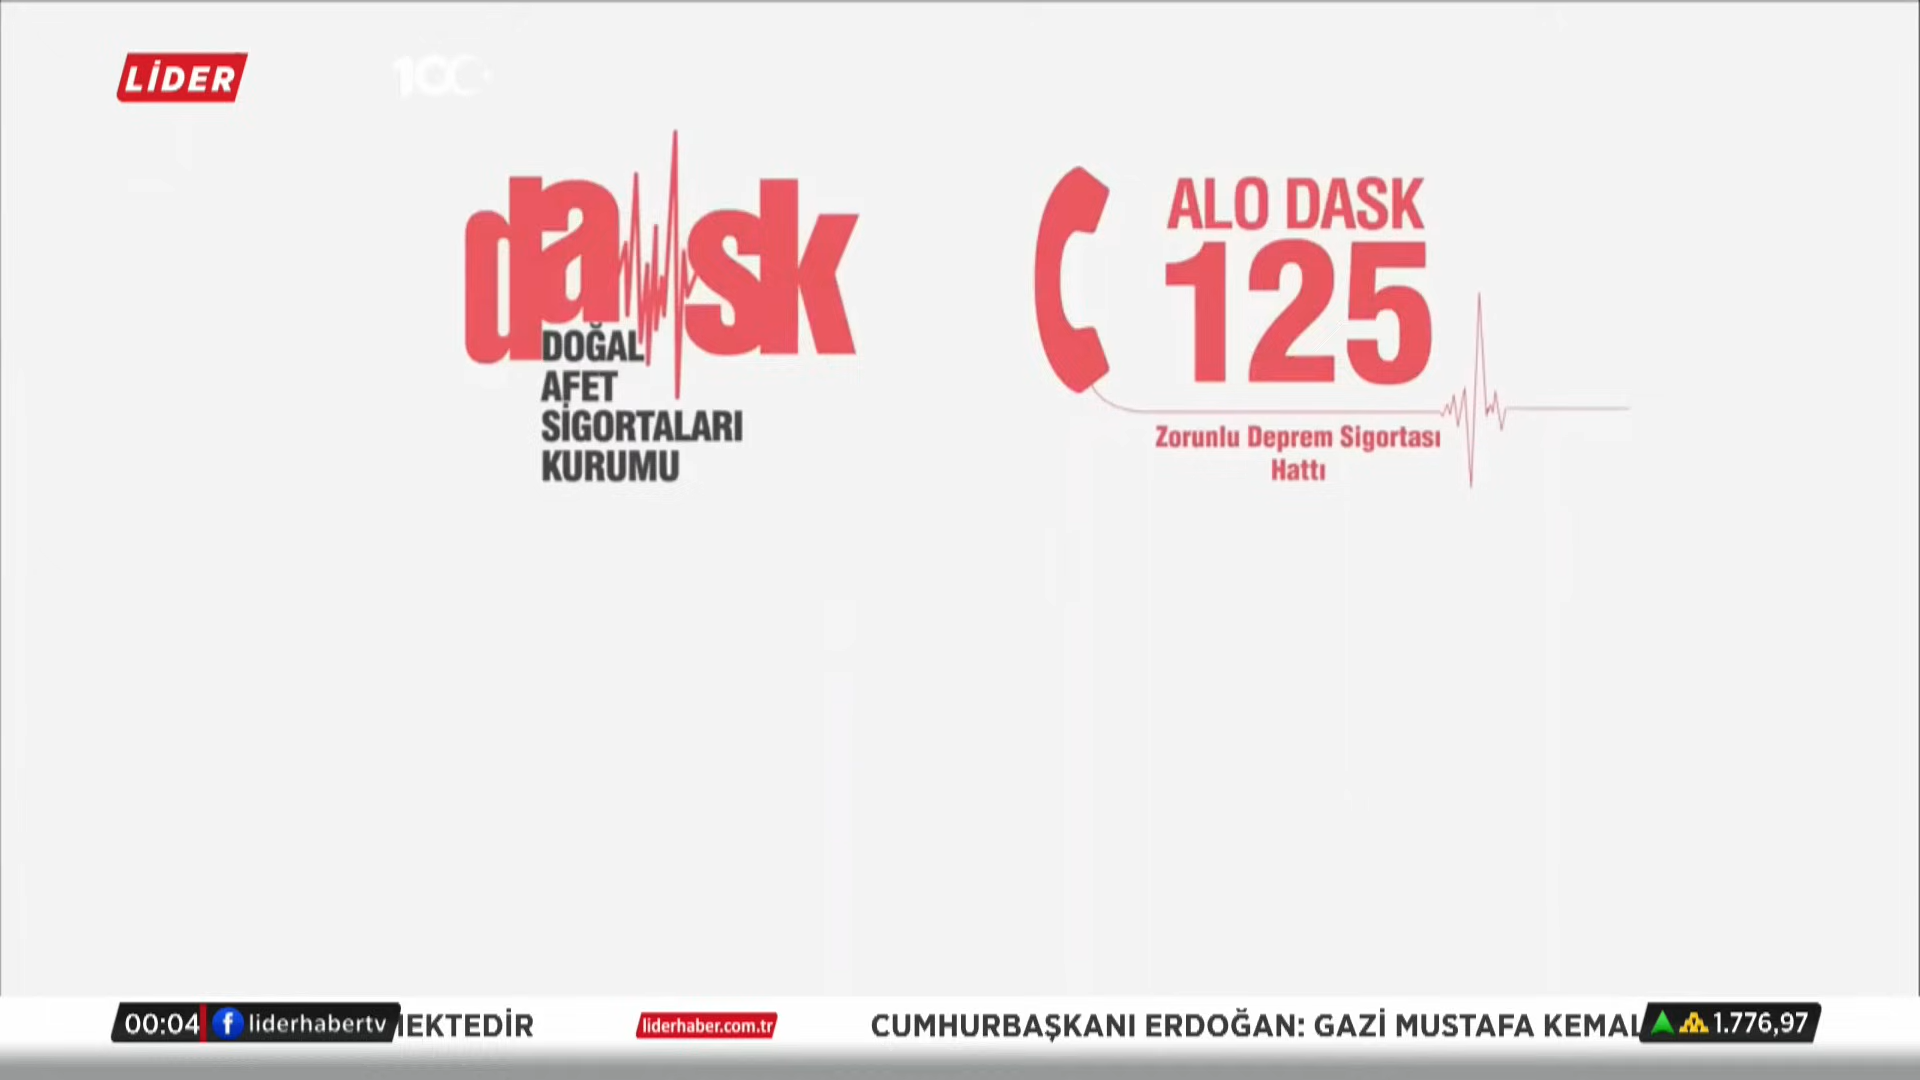 LİDER
100
dask
DOĞAL
AFET
SİGORTALARI
KURUMU
ALO DASK
125
Zorunlu Deprem Sigortası
Hattı
00:04 liderhabertv
liderhaber.com.tr
CUMHURBAŞKANI ERDOĞAN: GAZİ MUSTAFA KEMAL
1.776,97